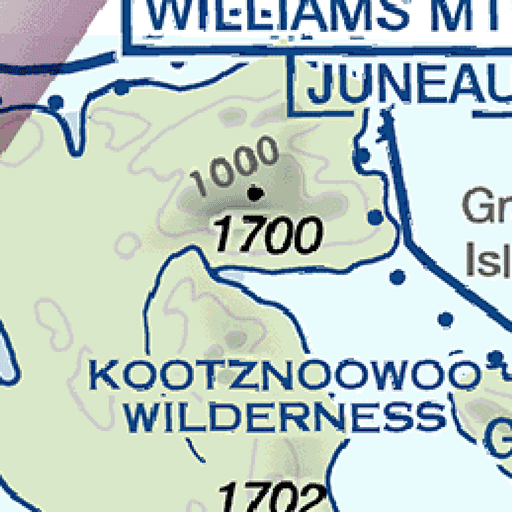 WILLIAMS MT
JUNEAU
1000
1700
Gr
Isl
KOOTZNOOWOO
WILDERNESS
G
1702